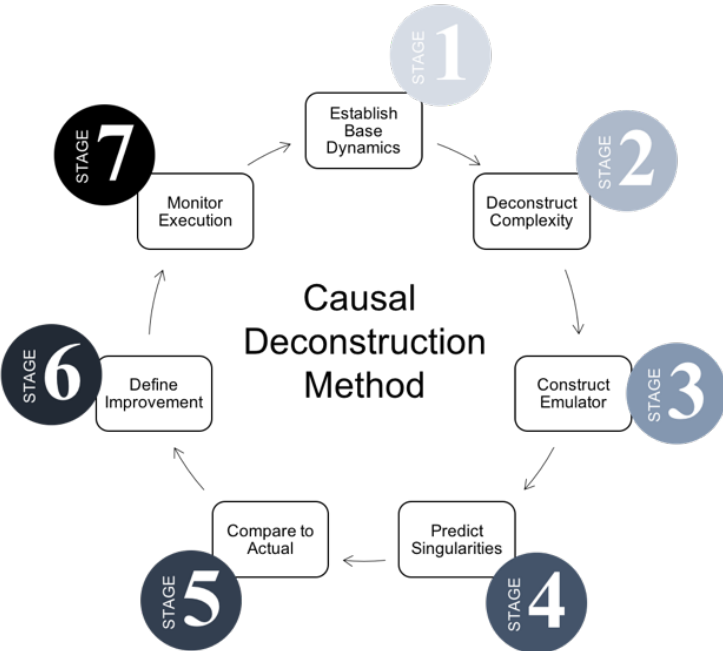 STAGE 1
Establish
Base
Dynamics
STAGE 2
Deconstruct
Complexity
STAGE 3
Construct
Emulator
STAGE 4
Predict
Singularities
STAGE 5
Compare to
Actual
STAGE 6
Define
Improvement
STAGE 7
Monitor
Execution
Causal
Deconstruction
Method